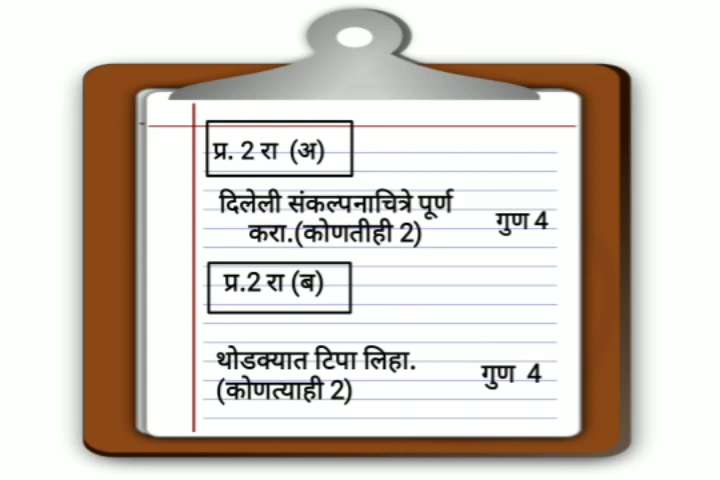 प्र. 2 रा (अ)
दिलेली संकल्पनाचित्रे पूर्ण
करा.(कोणतीही 2)
गुण 4
प्र.2 रा (ब)
थोडक्यात टिपा लिहा.
(कोणत्याही 2)
गुण 4